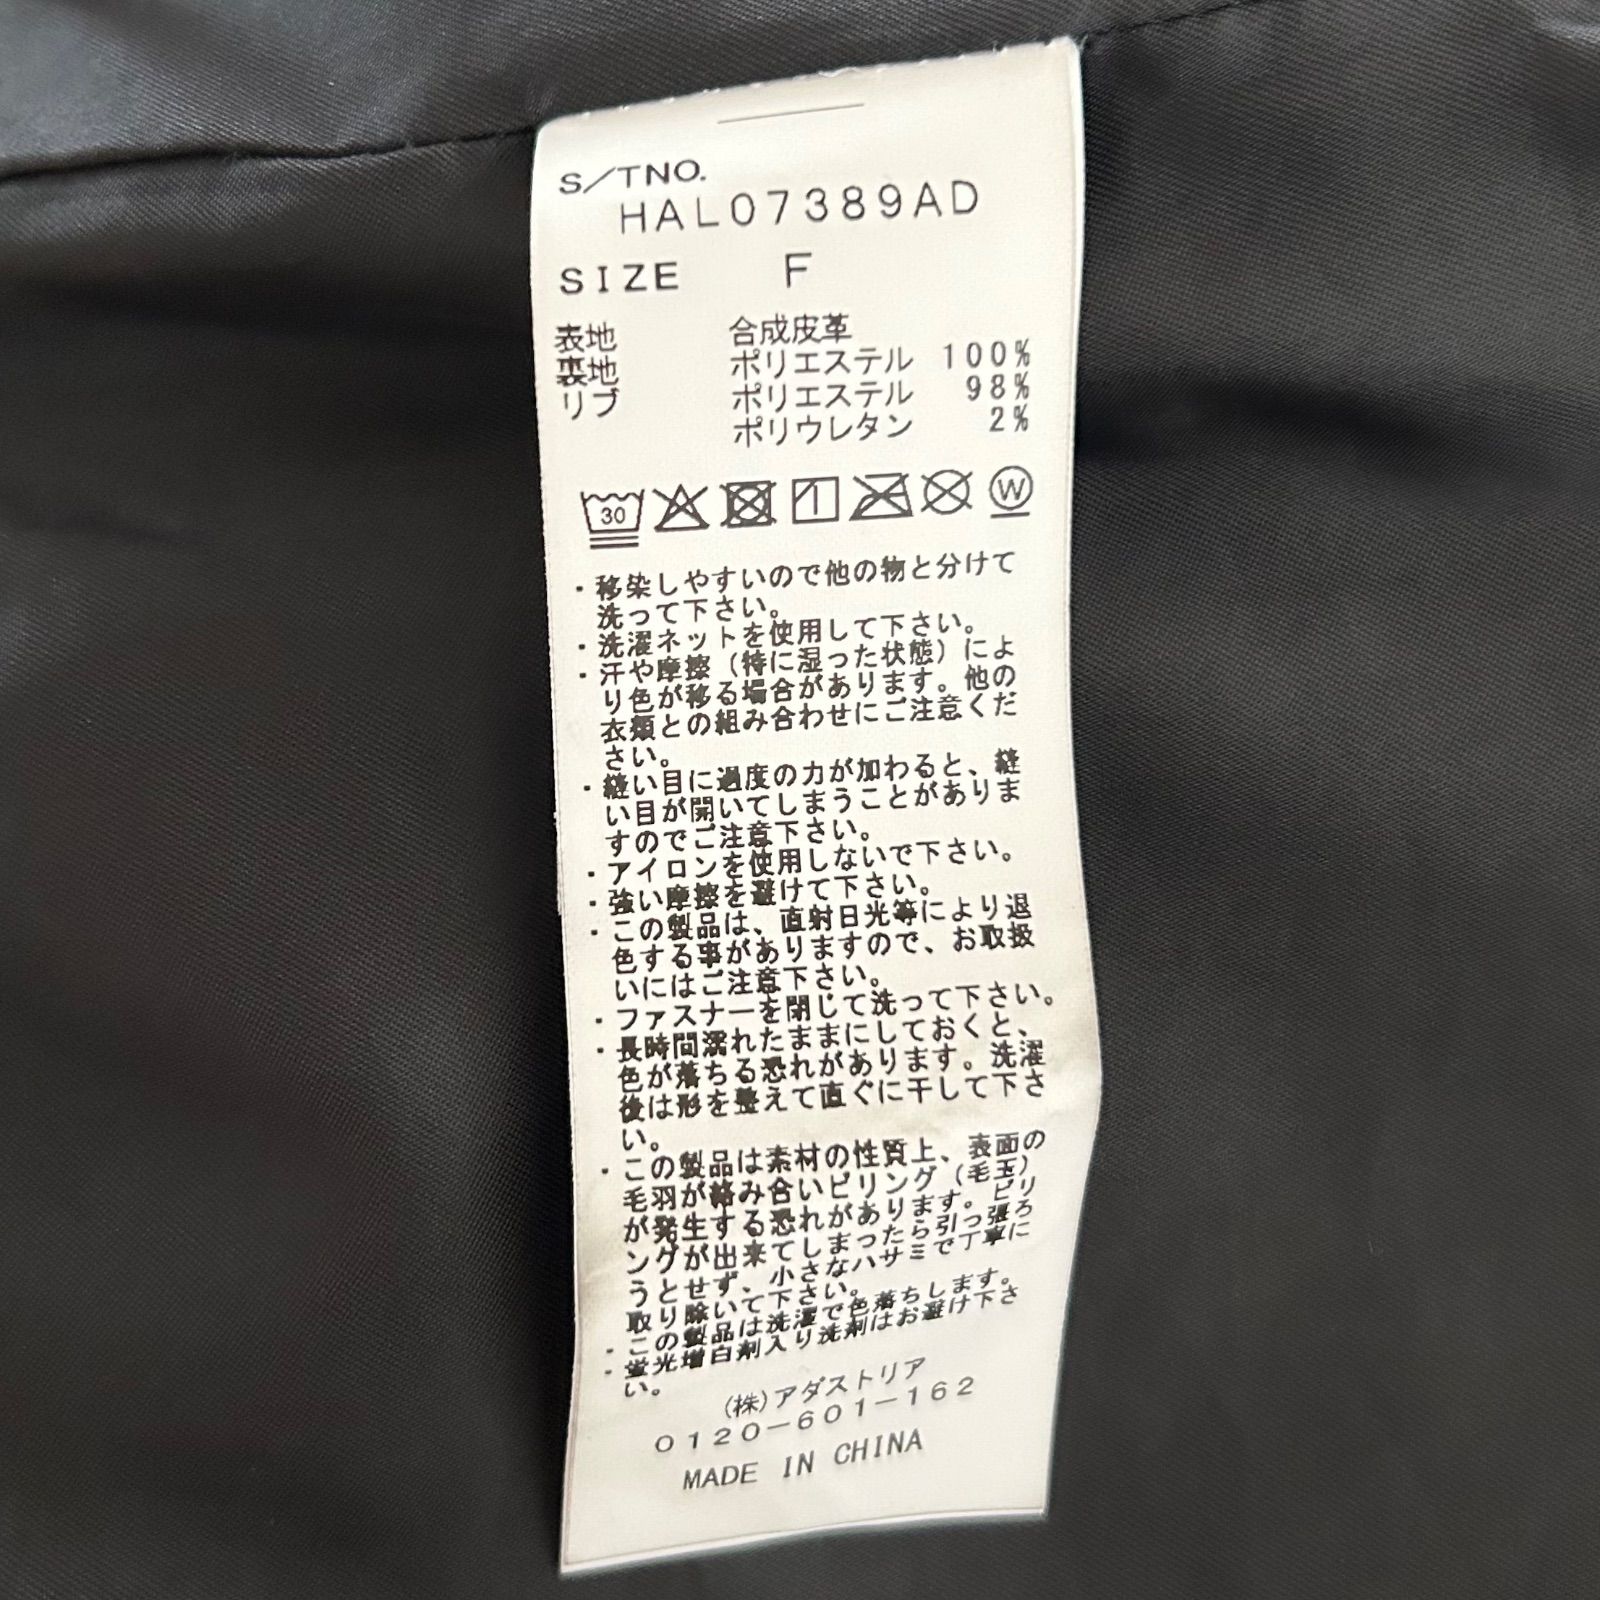 S/TNO.
HAL07389AD
SIZE F
表地 合成皮革
裏地 ポリエステル 100%
リブ ポリエステル 98%
ポリウレタン 2%
30 W
・移染しやすいので他の物と分けて
洗って下さい。
・洗濯ネットを使用して下さい。
・汗や摩擦（特に湿った状態）によ
り色が移る場合があります。他の
衣類との組み合わせにご注意くだ
さい。
・縫い目に過度の力が加わると、縫
い目が開いてしまうことがありま
すのでご注意下さい。
・アイロンを使用しないで下さい。
・強い摩擦を避けて下さい。
・この製品は、直射日光等により退
色する事がありますので、お取扱
いにはご注意下さい。
・ファスナーを閉じて洗って下さい。
・長時間濡れたままにしておくと、
色が落ちる恐れがあります。洗濯
後は形を整えて直ぐに干して下さ
い。
・この製品は素材の性質上、表面の
毛羽が絡み合いピリング（毛玉）
が発生する恐れがあります。ピリ
ングが出来てしまったら引っ張ろ
うとせず、小さなハサミで丁寧に
取り除いて下さい。
・この製品は洗濯で色落ちします。
・蛍光増白剤入り洗剤はお避け下さ
い。
(株)アダストリア
0120-601-162
MADE IN CHINA